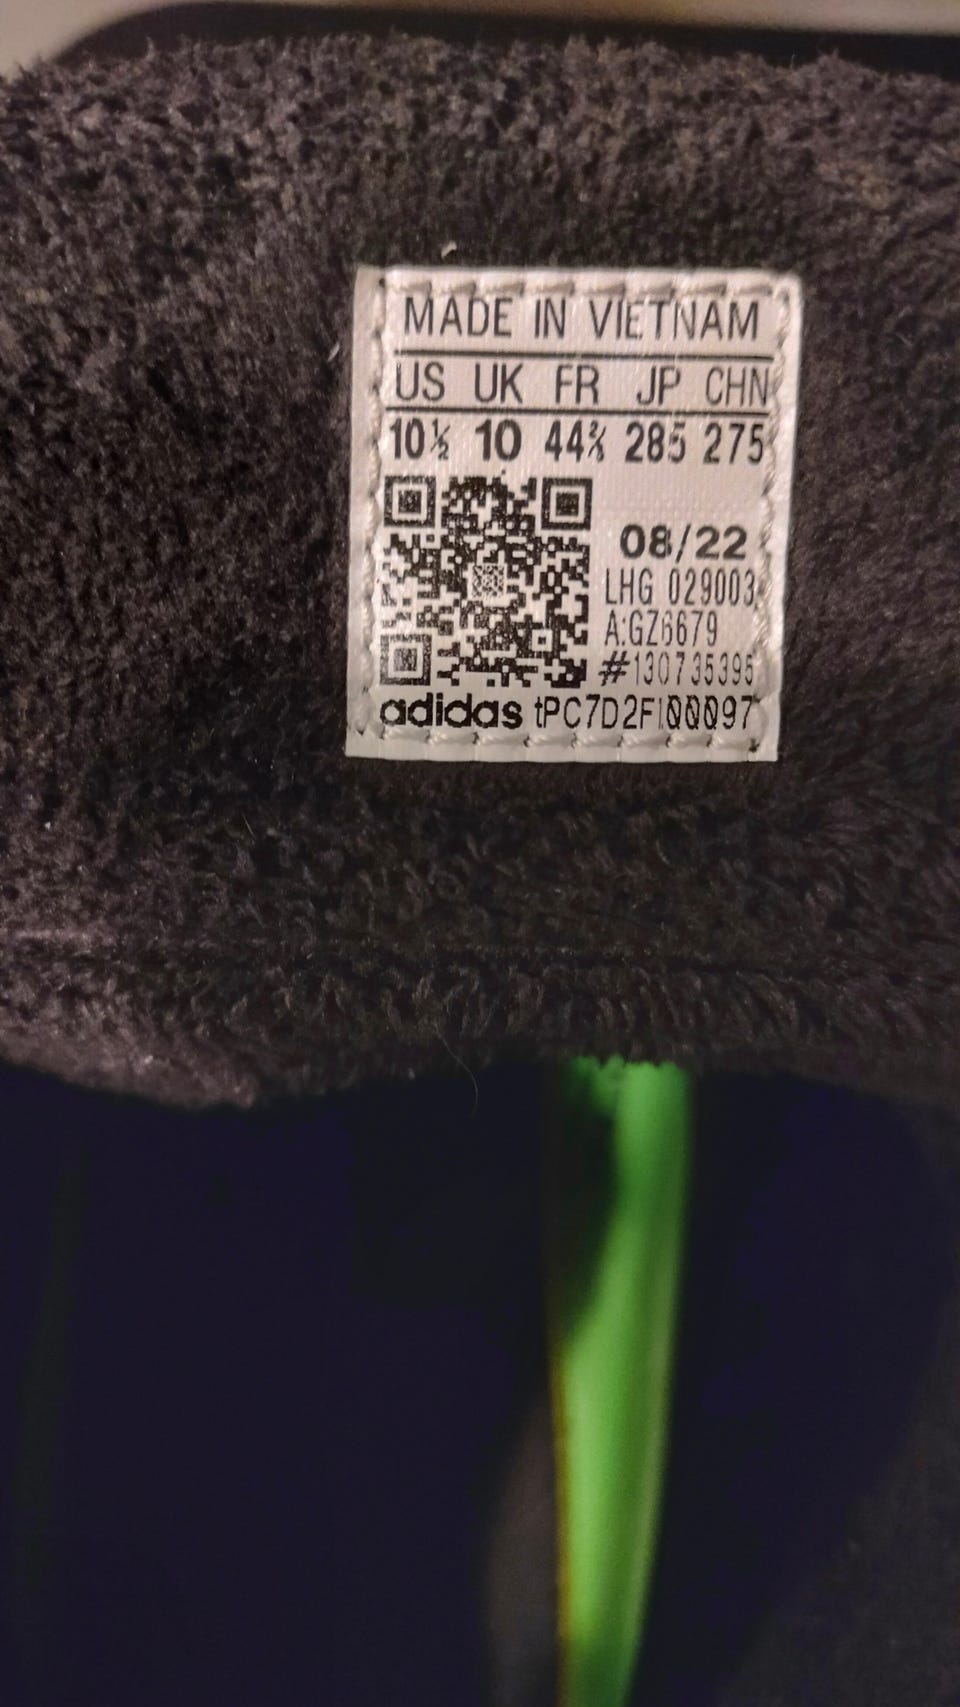 MADE IN VIETNAM
US UK FR JP CHN
10½ 10 44⅔ 285 275
08/22
LHG 029003
A:GZ6679
#130735395
adidas tPC7D2FI00097